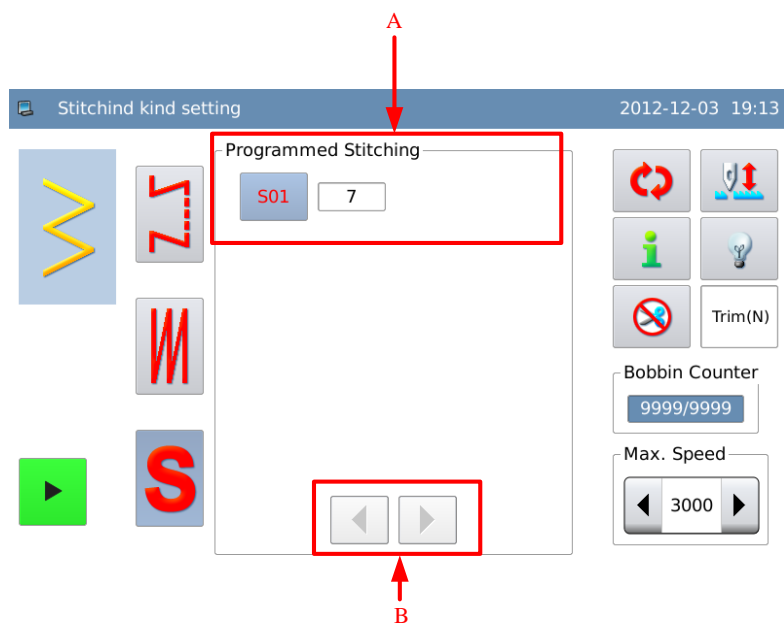 A
Stitchind kind setting 2012-12-03 19:13
Programmed Stitching
S01 7
S
Trim(N)
Bobbin Counter
9999/9999
Max. Speed
3000
B